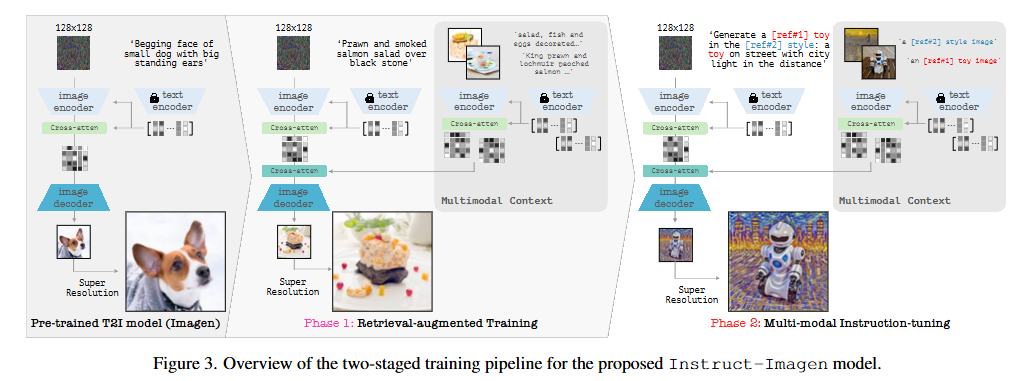 128x128
'Begging face of
small dog with big
standing ears'
image
encoder
text
encoder
Cross-atten
image
decoder
Super
Resolution
Pre-trained T2I model (Imagen)
128x128
'Prawn and smoked
salmon salad over
black stone'
image
encoder
text
encoder
Cross-atten
Cross-atten
image
decoder
Super
Resolution
'salad, fish and
eggs decorated…'
'King prawn and
lochmuir paoched
salmon …'
image
encoder
text
encoder
Cross-atten
Multimodal Context
Phase 1: Retrieval-augmented Training
128x128
'Generate a [ref#1] toy
in the [ref#2] style: a
toy on street with city
light in the distance'
image
encoder
text
encoder
Cross-atten
Cross-atten
image
decoder
Super
Resolution
'a [ref#2] style image'
'an [ref#1] toy image'
image
encoder
text
encoder
Cross-atten
Multimodal Context
Phase 2: Multi-modal Instruction-tuning
Figure 3. Overview of the two-staged training pipeline for the proposed Instruct-Imagen model.